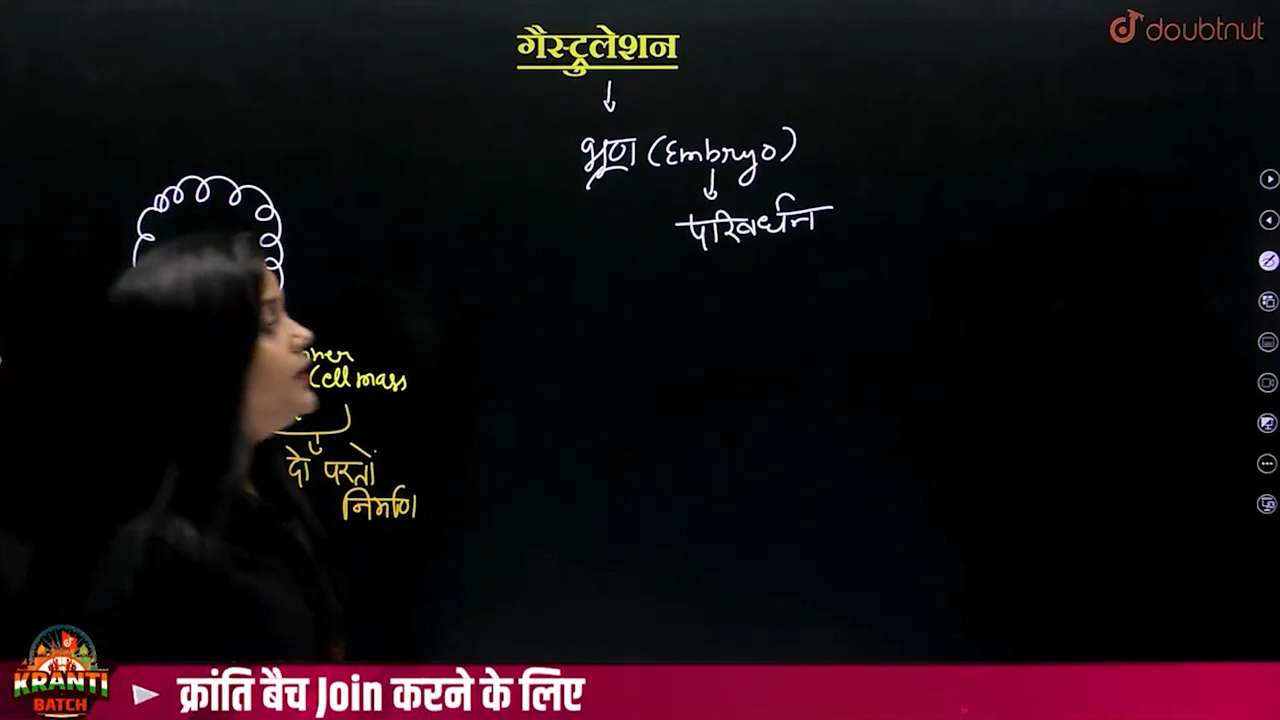 गैस्ट्रुलेशन
doubtnut
भ्रूण (Embryo)
परिवर्धन
Cell mass
दो परतों
निर्माण
KRANTI
BATCH
क्रांति बैच Join करने के लिए